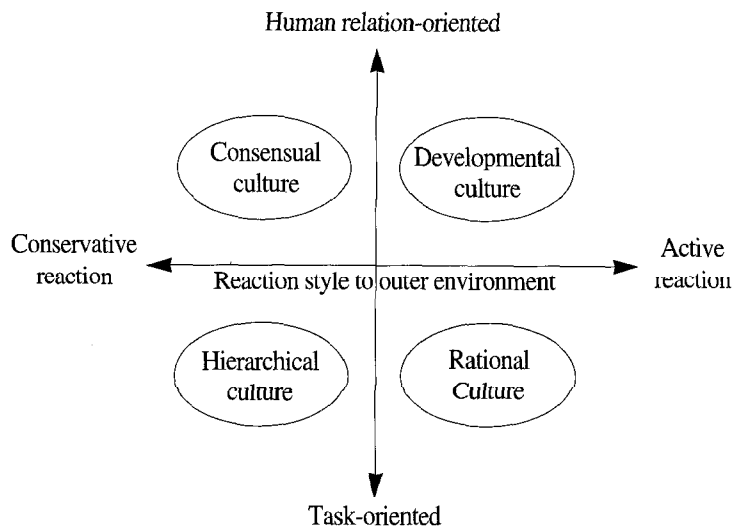 Human relation-oriented
Consensual
culture
Developmental
culture
Conservative
reaction
Active
reaction
Reaction style to outer environment
Hierarchical
culture
Rational
Culture
Task-oriented